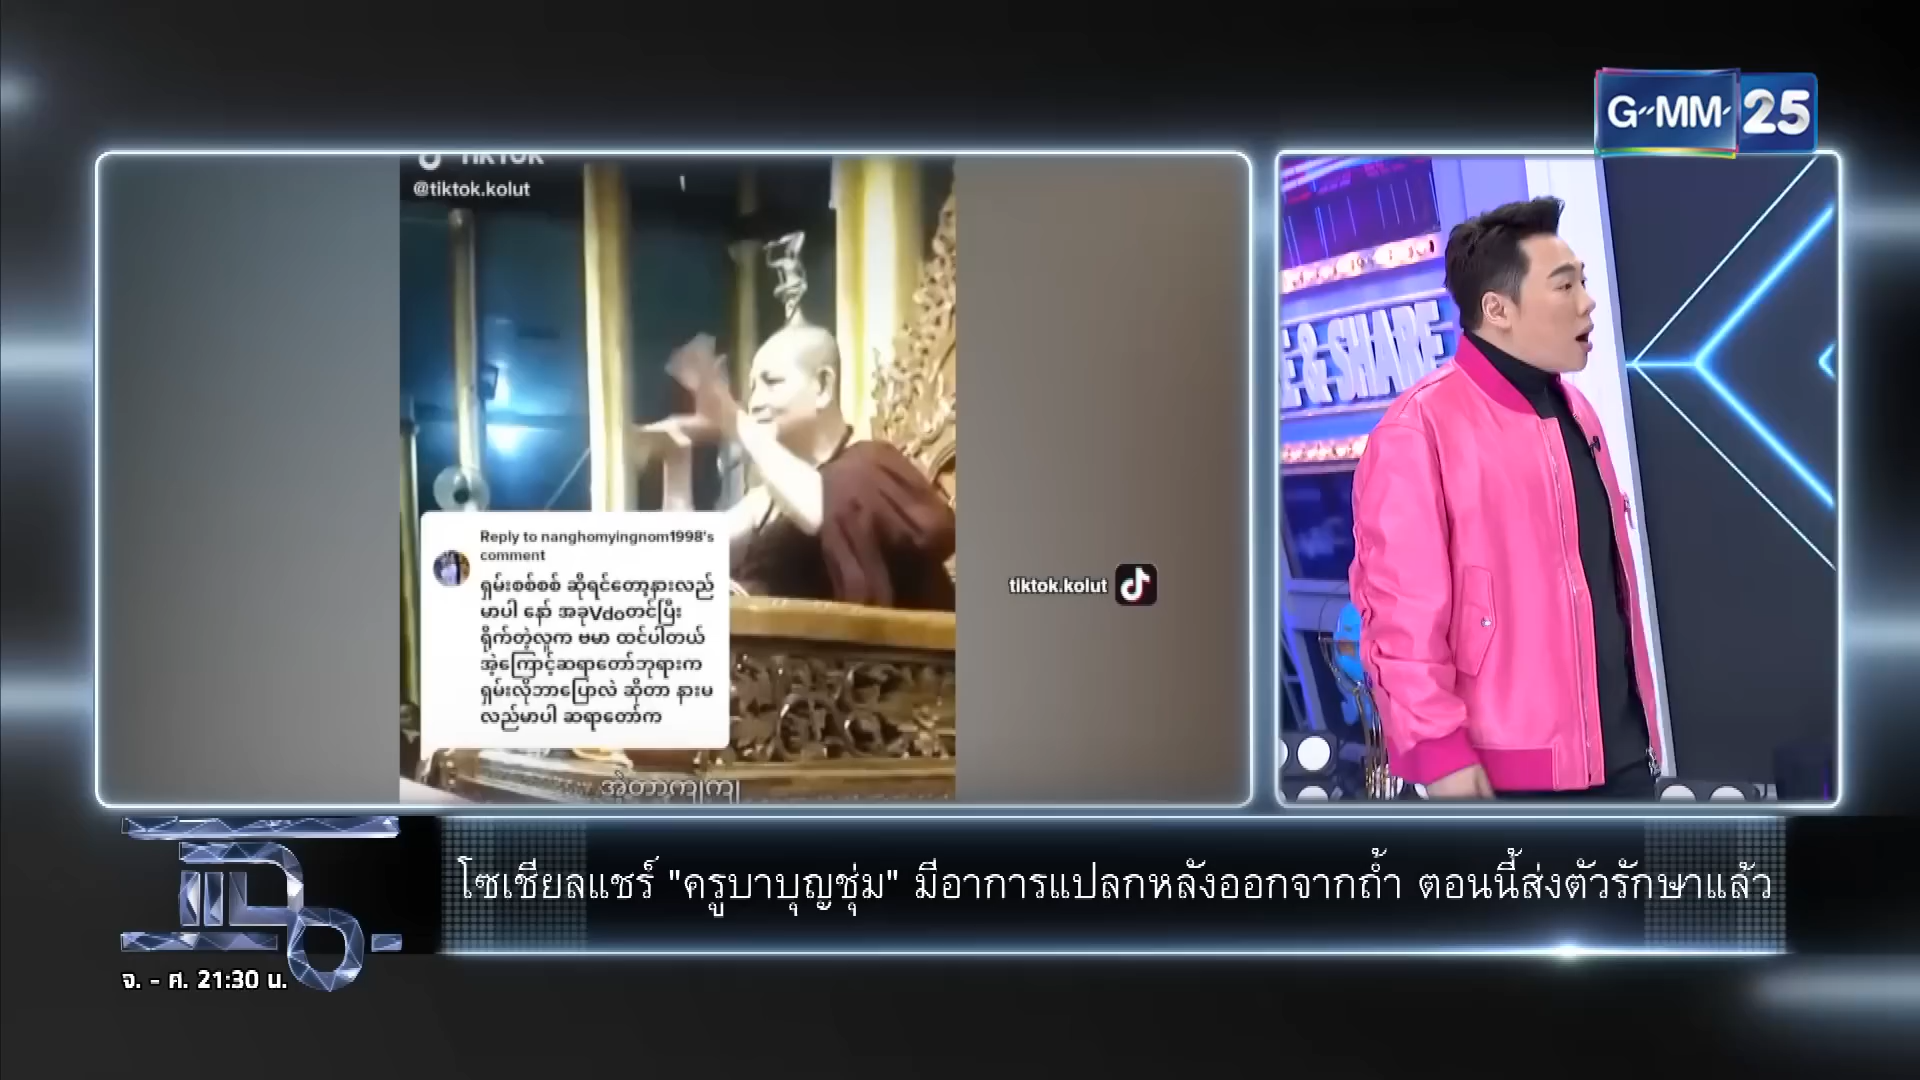 G-MM- 25
TikTok
@tiktok.kolut
Reply to nanghomyingnom1998's
comment
ရှမ်းစစ်စစ် ဆိုရင်တော့နားလည်
မာပါ နော် အခုVdoတင်ပြီး
ရိုက်တဲ့လူက ဗမာ ထင်ပါတယ်
အဲ့ကြောင့်ဆရာတော်ဘုရားက
ရှမ်းလိုဘာပြောလဲ ဆိုတာ နားမ
လည်မာပါ ဆရာတော်က
tiktok.kolut
E & SHARE
โซเชียลแชร์ "ครูบาบุญชุ่ม" มีอาการแปลกหลังออกจากถ้ำ ตอนนี้ส่งตัวรักษาแล้ว
จ. - ศ. 21:30 น.